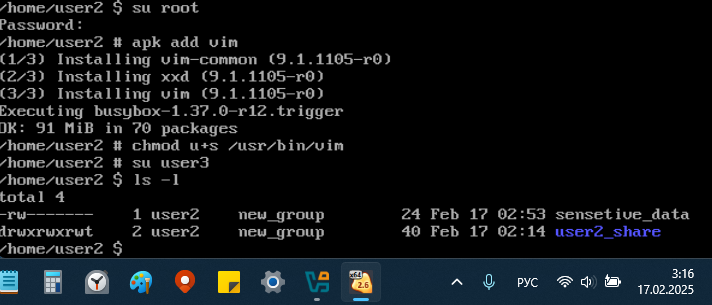 /home/user2 $ su root
Password:
/home/user2 # apk add vim
(1/3) Installing vim-common (9.1.1105-r0)
(2/3) Installing xxd (9.1.1105-r0)
(3/3) Installing vim (9.1.1105-r0)
Executing busybox-1.37.0-r12.trigger
OK: 91 MiB in 70 packages
/home/user2 # chmod u+s /usr/bin/vim
/home/user2 # su user3
/home/user2 $ ls -l
total 4
-rw------- 1 user2 new_group 24 Feb 17 02:53 sensetive_data
drwxrwxrwt 2 user2 new_group 40 Feb 17 02:14 user2_share
/home/user2 $
x64
2.6
РУС
3:16
17.02.2025